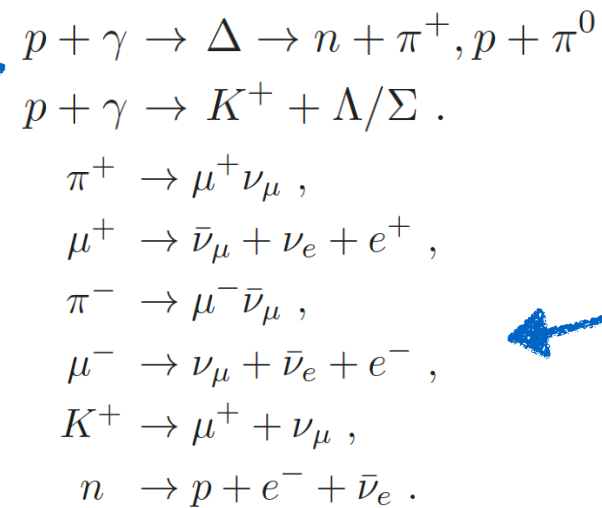 p + γ → Δ → n + π⁺, p + π⁰
p + γ → K⁺ + Λ/Σ .
π⁺ → μ⁺ν_μ ,
μ⁺ → ν̄_μ + ν_e + e⁺ ,
π⁻ → μ⁻ν̄_μ ,
μ⁻ → ν_μ + ν̄_e + e⁻ ,
K⁺ → μ⁺ + ν_μ ,
n → p + e⁻ + ν̄_e .